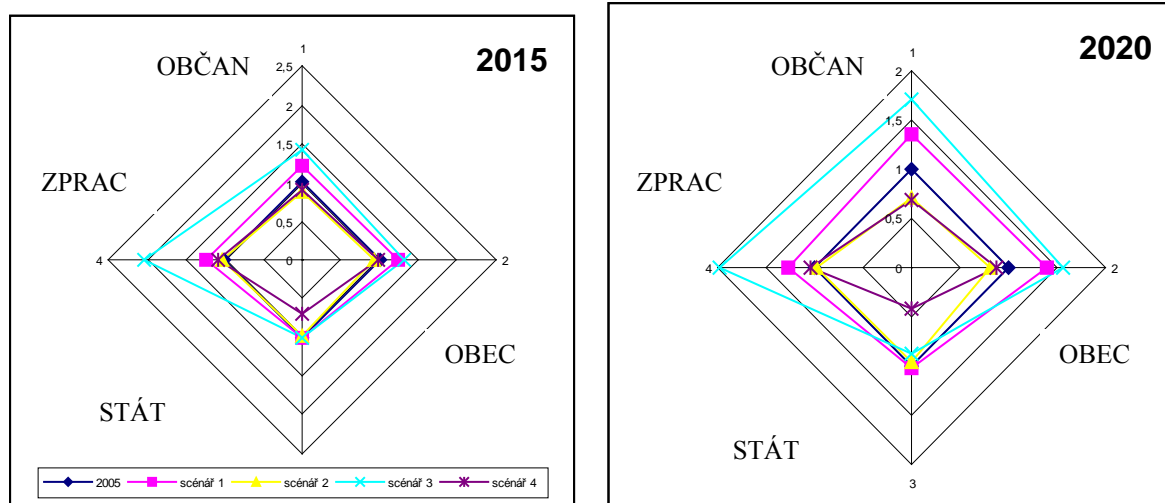 2015
1
OBČAN
2,5
2
1,5
1
0,5
0
ZPRAC
4
2
OBEC
STÁT
2005 scénář 1 scénář 2 scénář 3 scénář 4
2020
1
OBČAN
2
1,5
1
0,5
0
ZPRAC
4
2
OBEC
STÁT
3